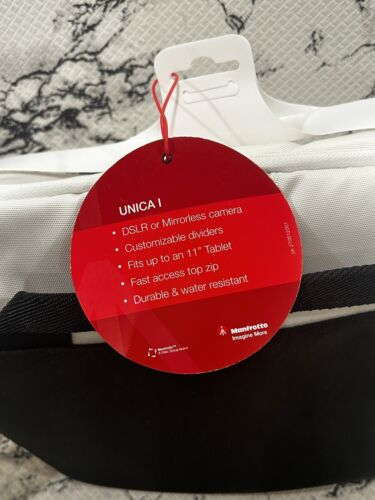 UNICA I
• DSLR or Mirrorless camera
• Customizable dividers
• Fits up to an 11" Tablet
• Fast access top zip
• Durable & water resistant
Manfrotto
Imagine More
Manfrotto™